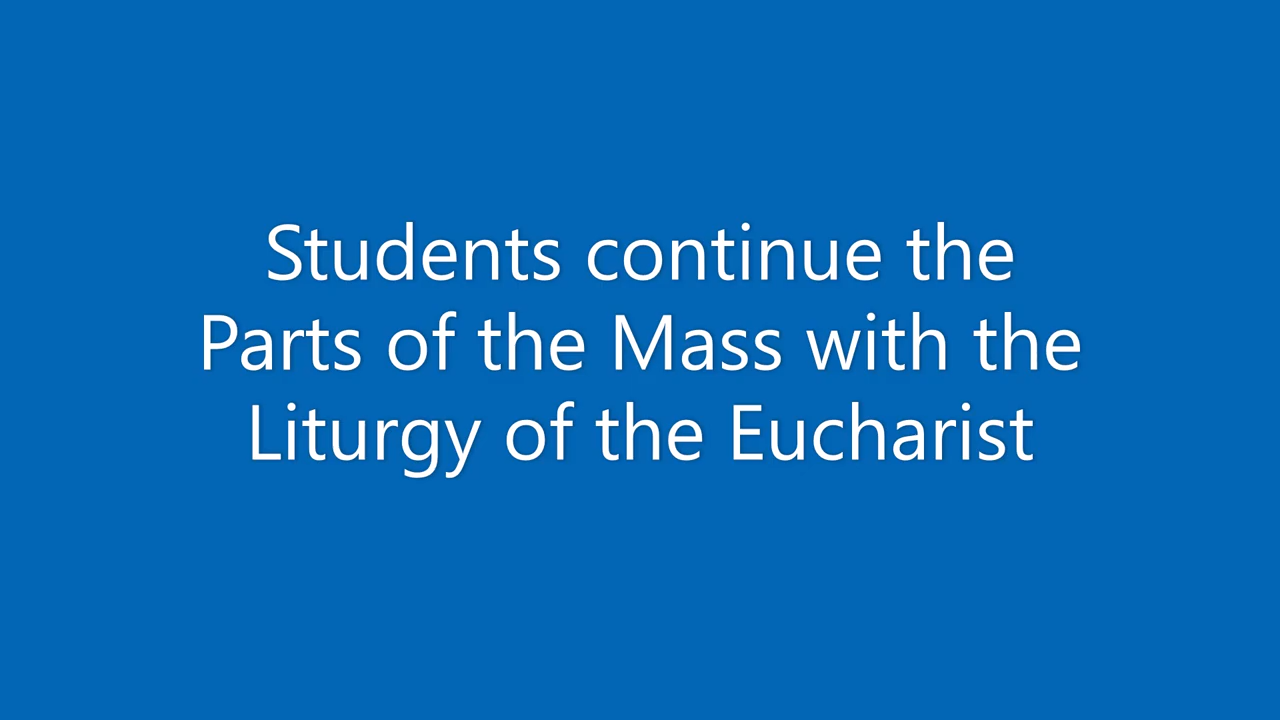 Students continue the
Parts of the Mass with the
Liturgy of the Eucharist